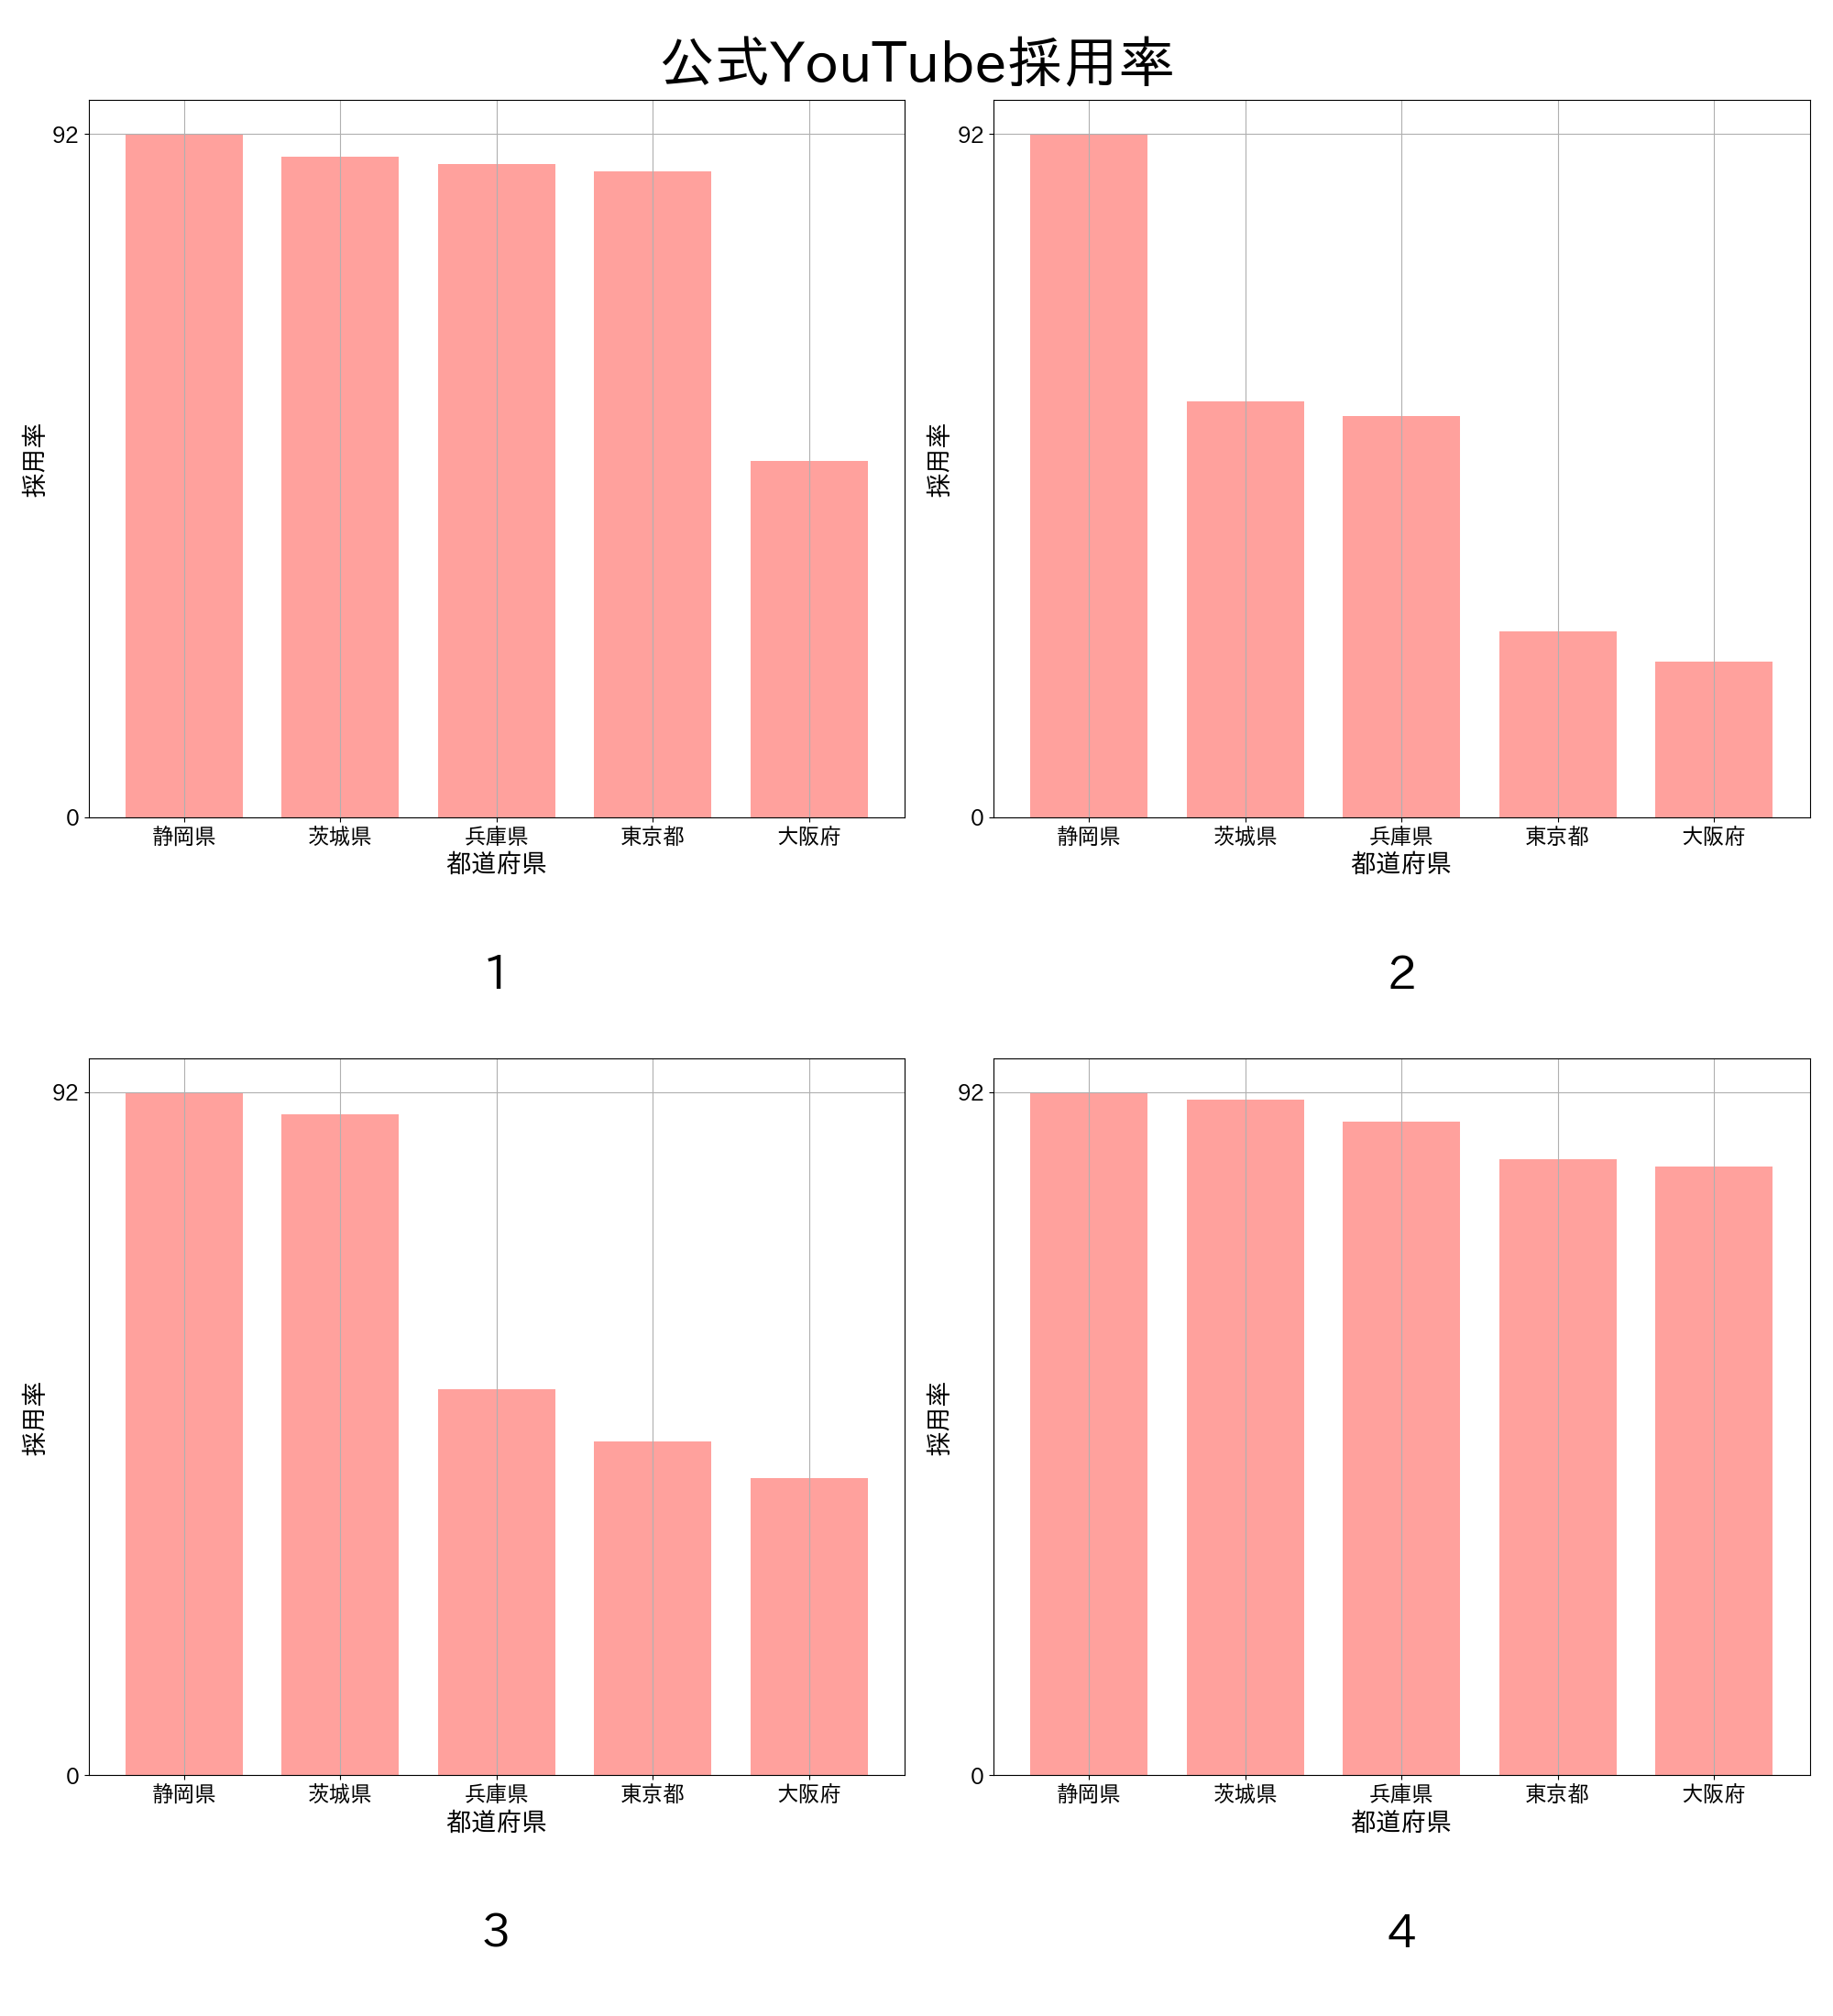 公式YouTube採用率
92
0
採用率
静岡県 茨城県 兵庫県 東京都 大阪府
都道府県
1
92
0
採用率
静岡県 茨城県 兵庫県 東京都 大阪府
都道府県
2
92
0
採用率
静岡県 茨城県 兵庫県 東京都 大阪府
都道府県
3
92
0
採用率
静岡県 茨城県 兵庫県 東京都 大阪府
都道府県
4